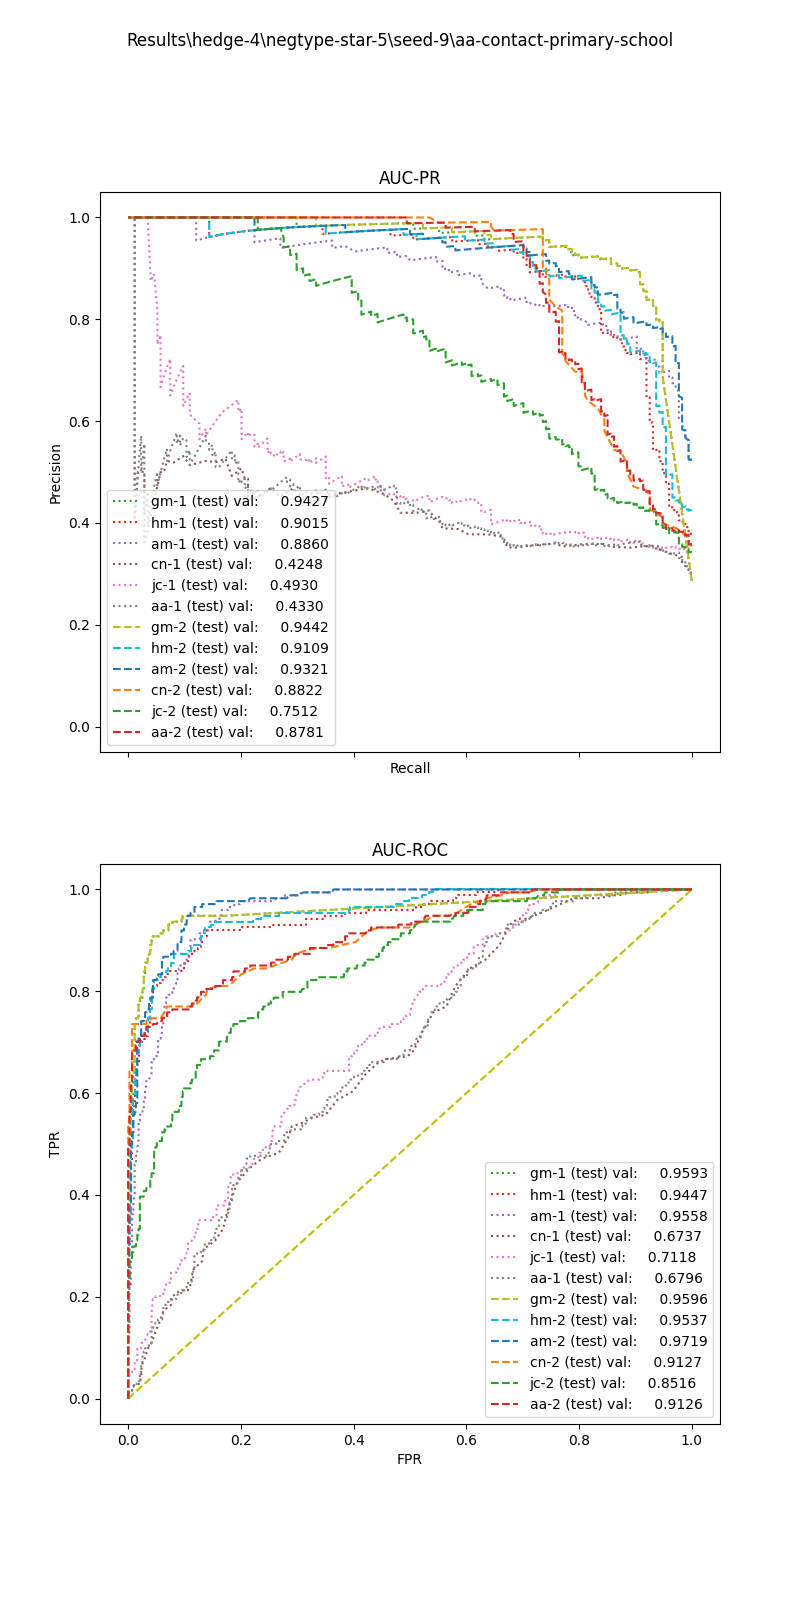 Results\hedge-4\negtype-star-5\seed-9\aa-contact-primary-school
AUC-PR
1.0
0.8
0.6
0.4
0.2
0.0
Precision
gm-1 (test) val: 0.9427
hm-1 (test) val: 0.9015
am-1 (test) val: 0.8860
cn-1 (test) val: 0.4248
jc-1 (test) val: 0.4930
aa-1 (test) val: 0.4330
gm-2 (test) val: 0.9442
hm-2 (test) val: 0.9109
am-2 (test) val: 0.9321
cn-2 (test) val: 0.8822
jc-2 (test) val: 0.7512
aa-2 (test) val: 0.8781
Recall
AUC-ROC
1.0
0.8
0.6
0.4
0.2
0.0
TPR
gm-1 (test) val: 0.9593
hm-1 (test) val: 0.9447
am-1 (test) val: 0.9558
cn-1 (test) val: 0.6737
jc-1 (test) val: 0.7118
aa-1 (test) val: 0.6796
gm-2 (test) val: 0.9596
hm-2 (test) val: 0.9537
am-2 (test) val: 0.9719
cn-2 (test) val: 0.9127
jc-2 (test) val: 0.8516
aa-2 (test) val: 0.9126
0.0 0.2 0.4 0.6 0.8 1.0
FPR